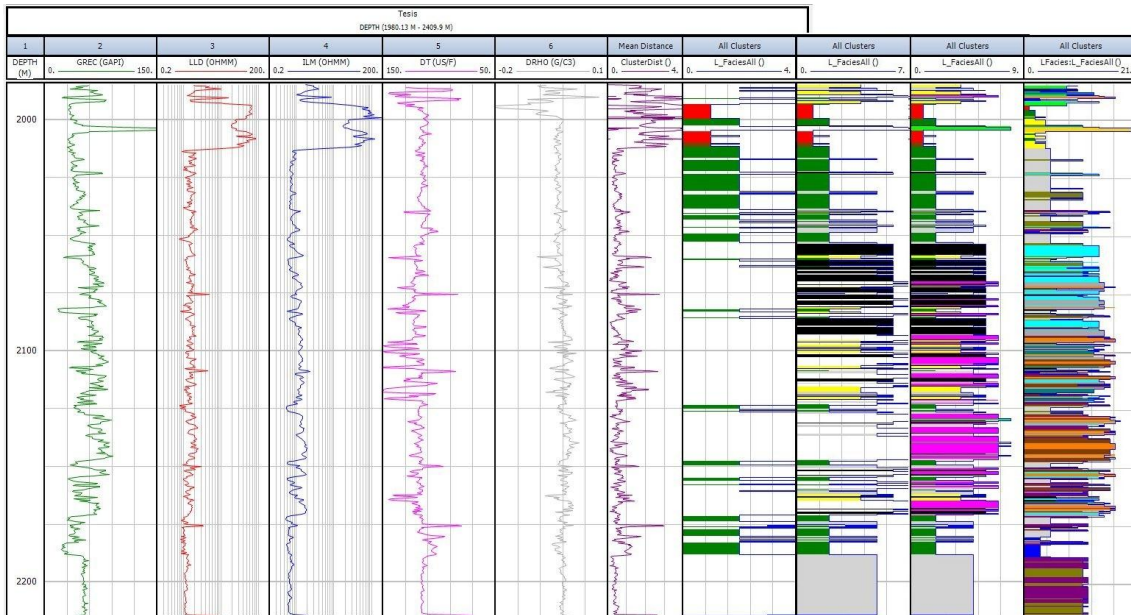 Tesis
DEPTH (1980.13 M - 2409.9 M)
1 2 3 4 5 6 Mean Distance All Clusters All Clusters All Clusters All Clusters
DEPTH (M) GREC (GAPI) LLD (OHMM) ILM (OHMM) DT (US/F) DRHO (G/C3) ClusterDist () L_FaciesAll () L_FaciesAll () L_FaciesAll () LFacies:L_FaciesAll ()
0. 150. 0.2 200. 0.2 200. 150. 50. -0.2 0.1 0. 4. 0. 4. 0. 7. 0. 9. 0. 21.
2000
2100
2200